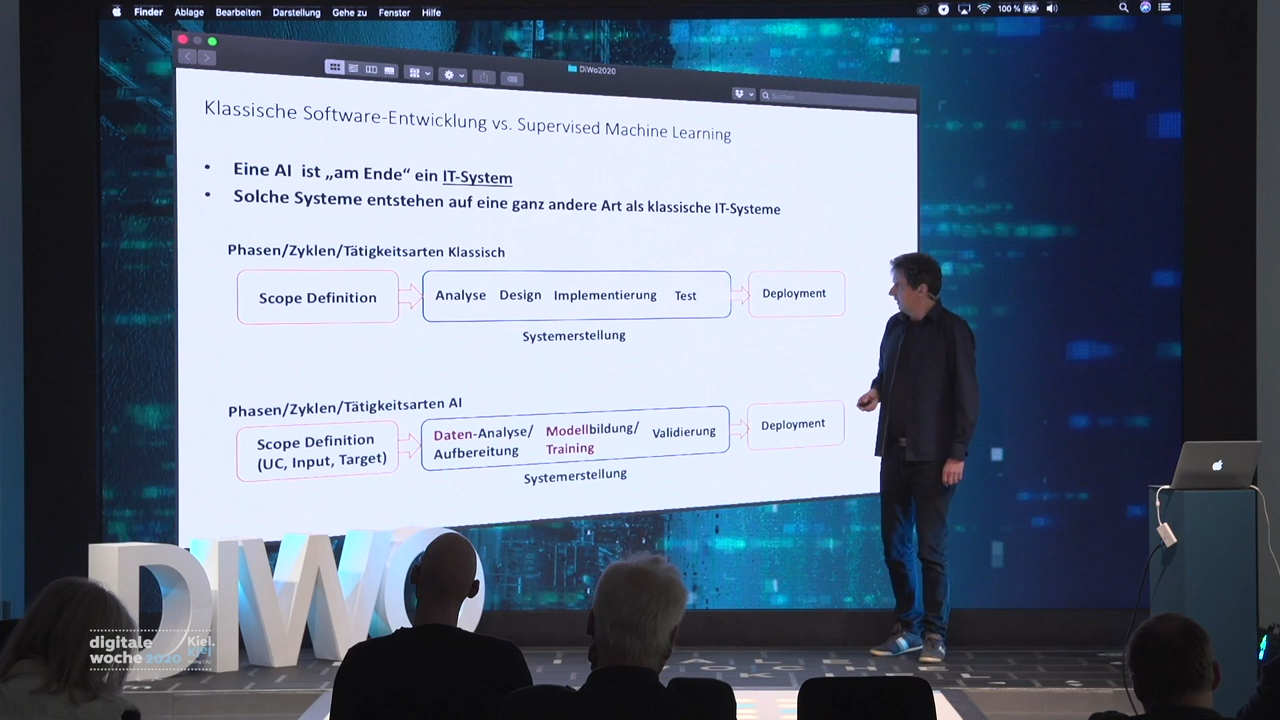 Finder Ablage Bearbeiten Darstellung Gehe zu Fenster Hilfe
100 %
DiWo2020
Suchen
Klassische Software-Entwicklung vs. Supervised Machine Learning
• Eine AI ist „am Ende“ ein IT-System
• Solche Systeme entstehen auf eine ganz andere Art als klassische IT-Systeme
Phasen/Zyklen/Tätigkeitsarten Klassisch
Scope Definition
Analyse Design Implementierung Test
Deployment
Systemerstellung
Phasen/Zyklen/Tätigkeitsarten AI
Scope Definition
(UC, Input, Target)
Daten-Analyse/
Aufbereitung
Modellbildung/
Training
Validierung
Deployment
Systemerstellung
DiWO
digitale
woche 2020
Kiel.